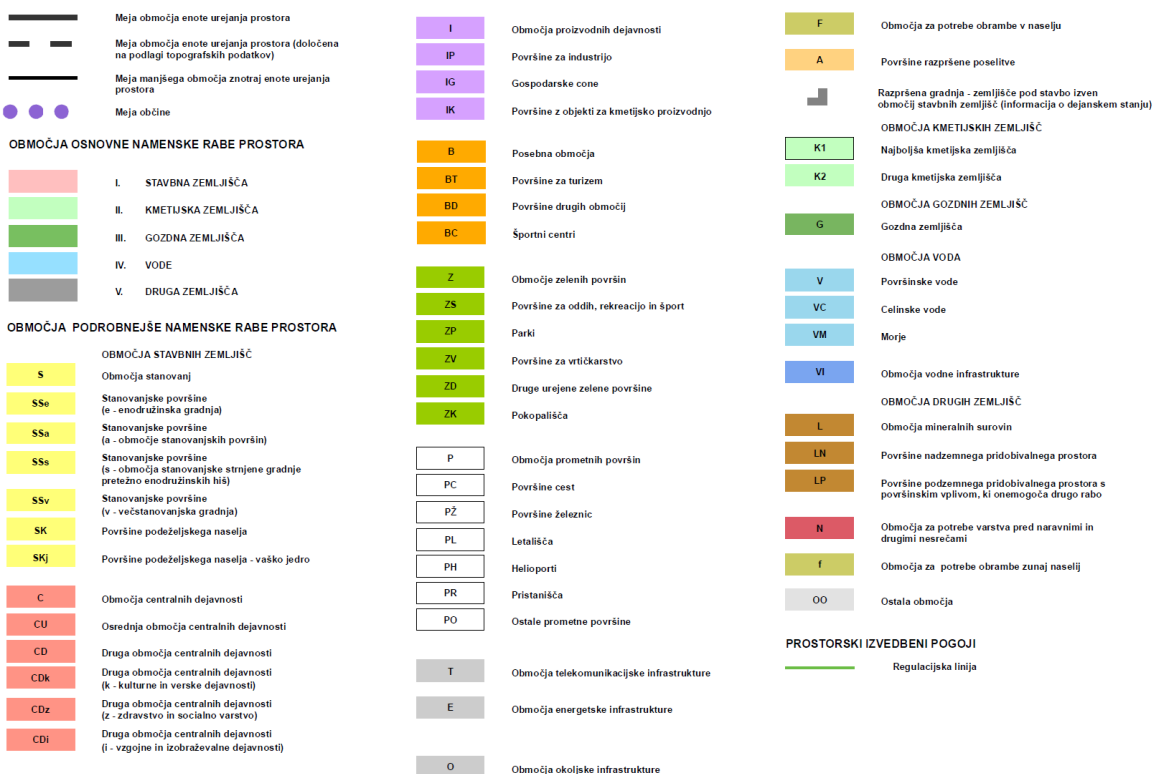 Meja območja enote urejanja prostora
Meja območja enote urejanja prostora (določena
na podlagi topografskih podatkov)
Meja manjšega območja znotraj enote urejanja
prostora
Meja občine
OBMOČJA OSNOVNE NAMENSKE RABE PROSTORA
I. STAVBNA ZEMLJIŠČA
II. KMETIJSKA ZEMLJIŠČA
III. GOZDNA ZEMLJIŠČA
IV. VODE
V. DRUGA ZEMLJIŠČA
OBMOČJA PODROBNEJŠE NAMENSKE RABE PROSTORA
OBMOČJA STAVBNIH ZEMLJIŠČ
S Območja stanovanj
SSe Stanovanjske površine
(e - enodružinska gradnja)
SSa Stanovanjske površine
(a - območje stanovanjskih površin)
SSs Stanovanjske površine
(s - območja stanovanjske strnjene gradnje
pretežno enodružinskih hiš)
SSv Stanovanjske površine
(v - večstanovanjska gradnja)
SK Površine podeželjskega naselja
SKj Površine podeželjskega naselja - vaško jedro
C Območja centralnih dejavnosti
CU Osrednja območja centralnih dejavnosti
CD Druga območja centralnih dejavnosti
CDk Druga območja centralnih dejavnosti
(k - kulturne in verske dejavnosti)
CDz Druga območja centralnih dejavnosti
(z - zdravstvo in socialno varstvo)
CDi Druga območja centralnih dejavnosti
(i - vzgojne in izobraževalne dejavnosti)
I Območja proizvodnih dejavnosti
IP Površine za industrijo
IG Gospodarske cone
IK Površine z objekti za kmetijsko proizvodnjo
B Posebna območja
BT Površine za turizem
BD Površine drugih območij
BC Športni centri
Z Območje zelenih površin
ZS Površine za oddih, rekreacijo in šport
ZP Parki
ZV Površine za vrtičkarstvo
ZD Druge urejene zelene površine
ZK Pokopališča
P Območja prometnih površin
PC Površine cest
PŽ Površine železnic
PL Letališča
PH Helioporti
PR Pristanišča
PO Ostale prometne površine
T Območja telekomunikacijske infrastrukture
E Območja energetske infrastrukture
O Območja okoljske infrastrukture
F Območja za potrebe obrambe v naselju
A Površine razpršene poselitve
Razpršena gradnja - zemljišče pod stavbo izven
območij stavbnih zemljišč (informacija o dejanskem stanju)
OBMOČJA KMETIJSKIH ZEMLJIŠČ
K1 Najboljša kmetijska zemljišča
K2 Druga kmetijska zemljišča
OBMOČJA GOZDNIH ZEMLJIŠČ
G Gozdna zemljišča
OBMOČJA VODA
V Površinske vode
VC Celinske vode
VM Morje
VI Območja vodne infrastrukture
OBMOČJA DRUGIH ZEMLJIŠČ
L Območja mineralnih surovin
LN Površine nadzemnega pridobivalnega prostora
LP Površine podzemnega pridobivalnega prostora s
površinskim vplivom, ki onemogoča drugo rabo
N Območja za potrebe varstva pred naravnimi in
drugimi nesrečami
f Območja za potrebe obrambe zunaj naselij
OO Ostala območja
PROSTORSKI IZVEDBENI POGOJI
Regulacijska linija